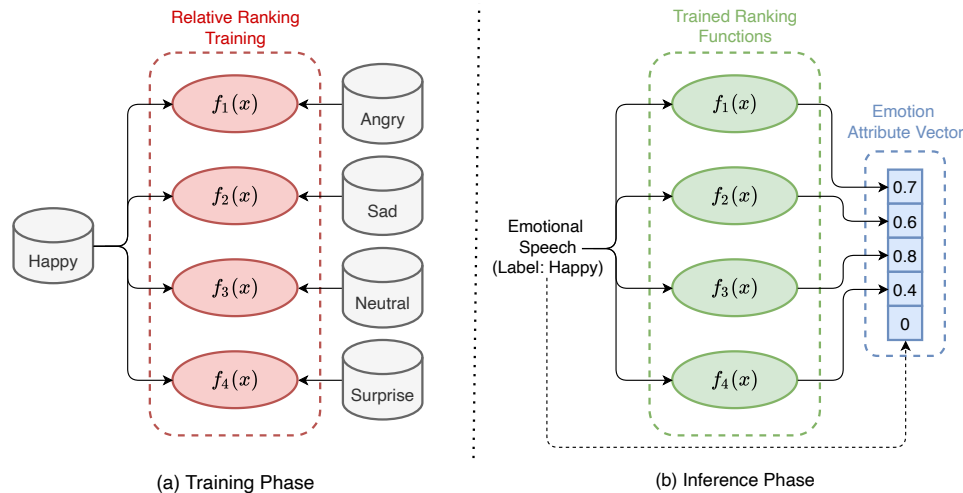 Relative Ranking
Training
f₁(x)
f₂(x)
f₃(x)
f₄(x)
Happy
Angry
Sad
Neutral
Surprise
(a) Training Phase
Trained Ranking
Functions
f₁(x)
f₂(x)
f₃(x)
f₄(x)
Emotional
Speech
(Label: Happy)
Emotion
Attribute Vector
0.7
0.6
0.8
0.4
0
(b) Inference Phase